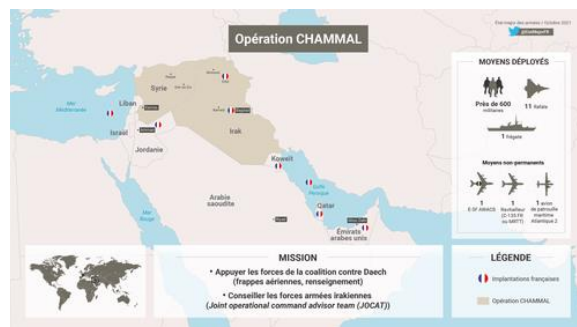 État-major des armées / Octobre 2021
@EtatMajorFR
Opération CHAMMAL
MOYENS DÉPLOYÉS
Près de 600
militaires
11 Rafale
1 frégate
Moyens non-permanents
1
E-3F AWACS
1
Ravitailleur
(C-135 FR
ou MRTT)
1 avion
de patrouille
maritime
Atlantique 2
Mer
Méditerranée
Liban
Syrie
Israël
Jordanie
Irak
Koweït
Arabie
saoudite
Golfe
Persique
Qatar
Émirats
arabes unis
Mer
Rouge
MISSION
• Appuyer les forces de la coalition contre Daech
(frappes aériennes, renseignement)
• Conseiller les forces armées irakiennes
(Joint operational command advisor team (JOCAT))
LÉGENDE
Implantations françaises
Opération CHAMMAL